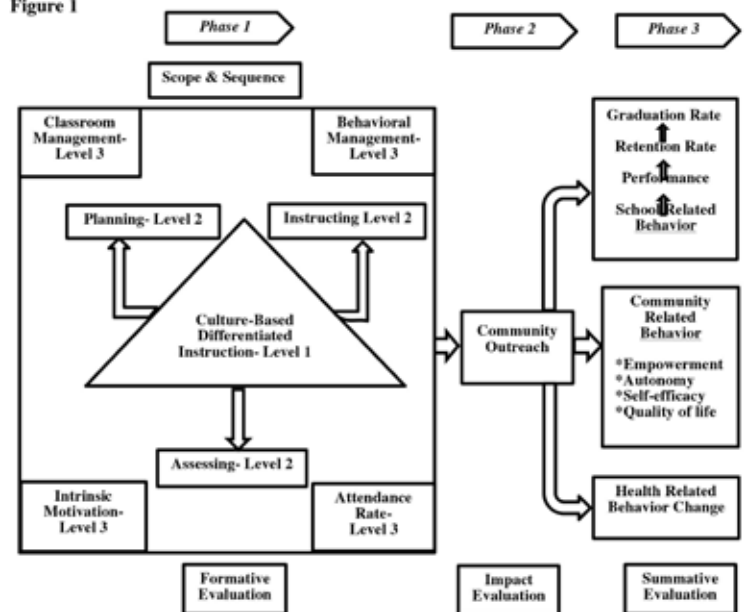 Figure 1
Phase 1
Phase 2
Phase 3
Scope & Sequence
Classroom
Management-
Level 3
Behavioral
Management-
Level 3
Planning- Level 2
Instructing Level 2
Culture-Based
Differentiated
Instruction- Level 1
Assessing- Level 2
Intrinsic
Motivation-
Level 3
Attendance
Rate-
Level 3
Formative
Evaluation
Community
Outreach
Impact
Evaluation
Graduation Rate
Retention Rate
Performance
School Related
Behavior
Community
Related
Behavior
*Empowerment
*Autonomy
*Self-efficacy
*Quality of life
Health Related
Behavior Change
Summative
Evaluation